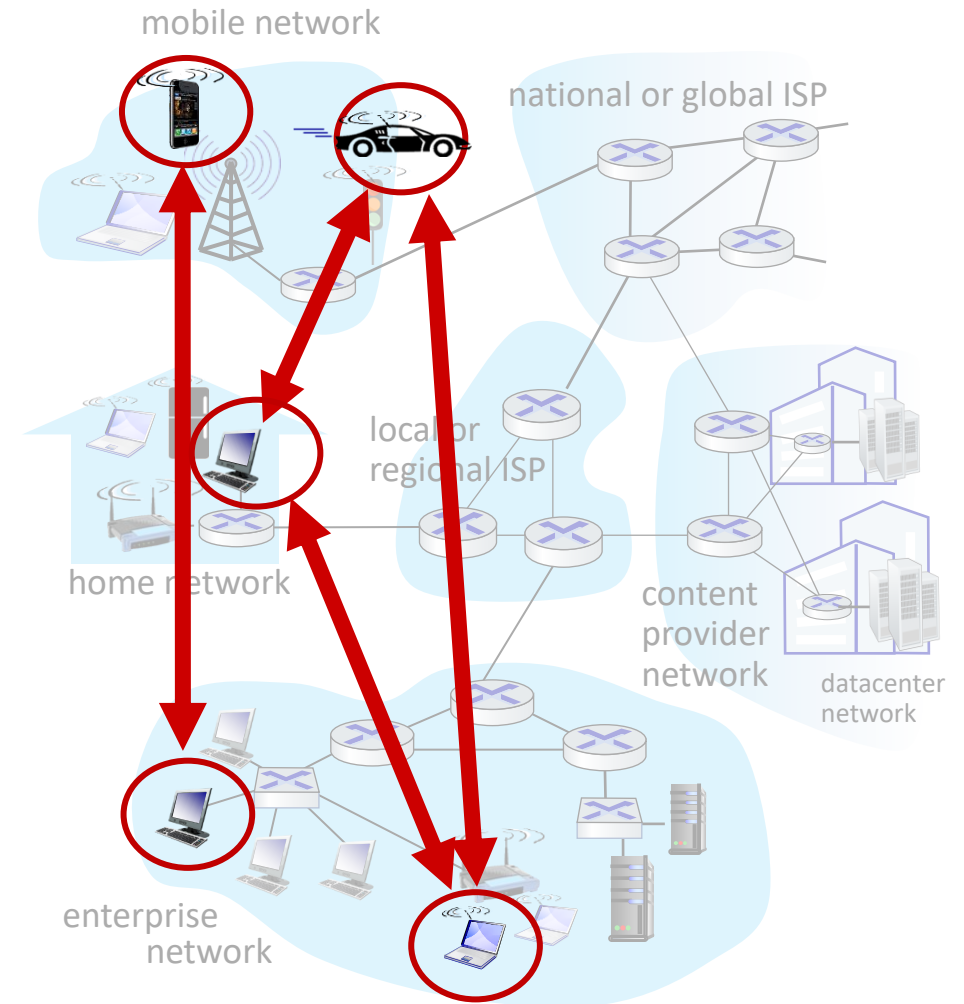 mobile network
national or global ISP
local or
regional ISP
home network
content
provider
network
datacenter
network
enterprise
network